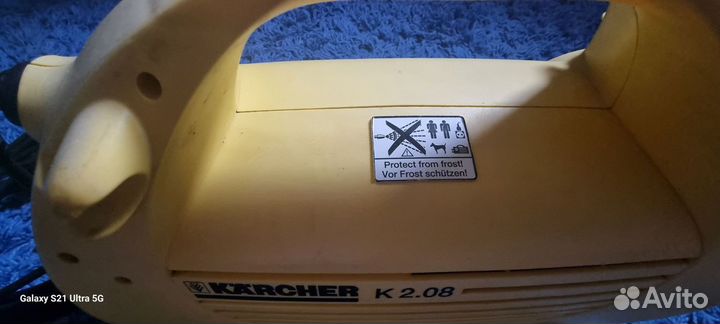 Protect from frost!
Vor Frost schützen!
KÄRCHER K 2.08
Galaxy S21 Ultra 5G
Avito